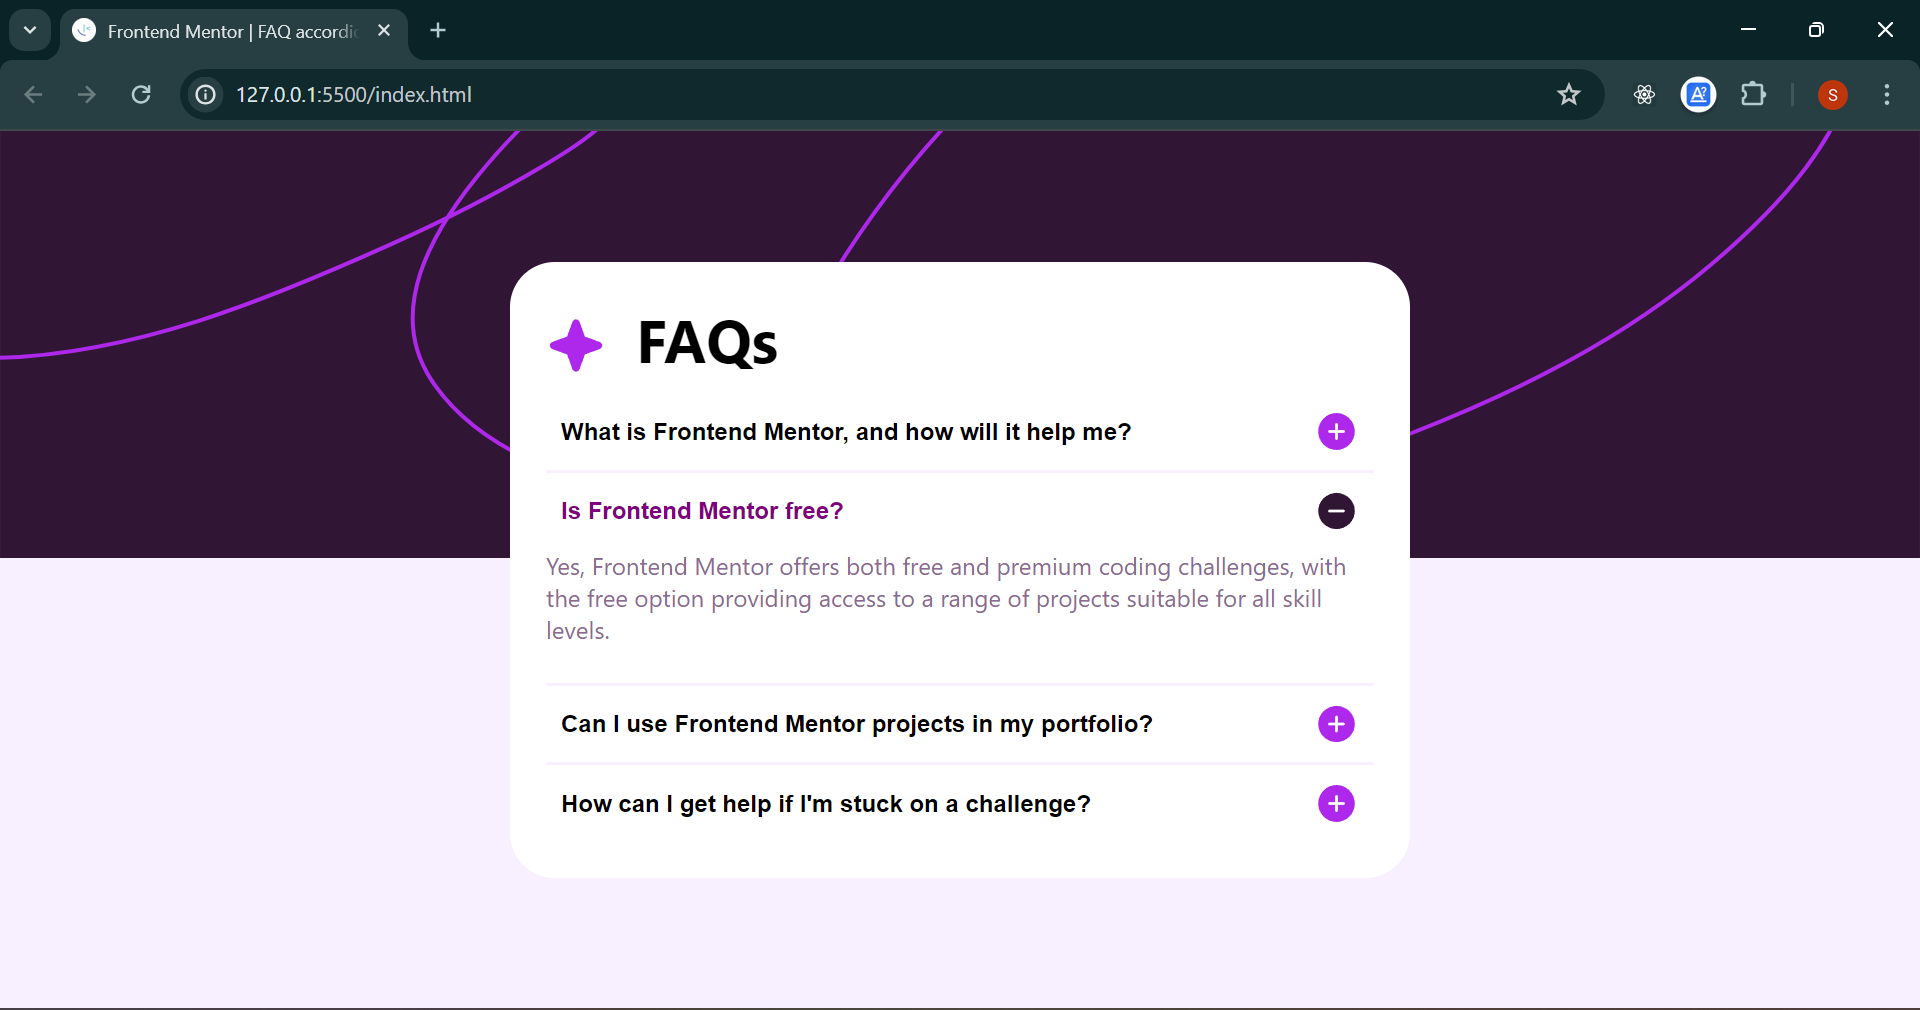 Frontend Mentor | FAQ accordi
127.0.0.1:5500/index.html
S
FAQs
What is Frontend Mentor, and how will it help me?
Is Frontend Mentor free?
Yes, Frontend Mentor offers both free and premium coding challenges, with
the free option providing access to a range of projects suitable for all skill
levels.
Can I use Frontend Mentor projects in my portfolio?
How can I get help if I'm stuck on a challenge?